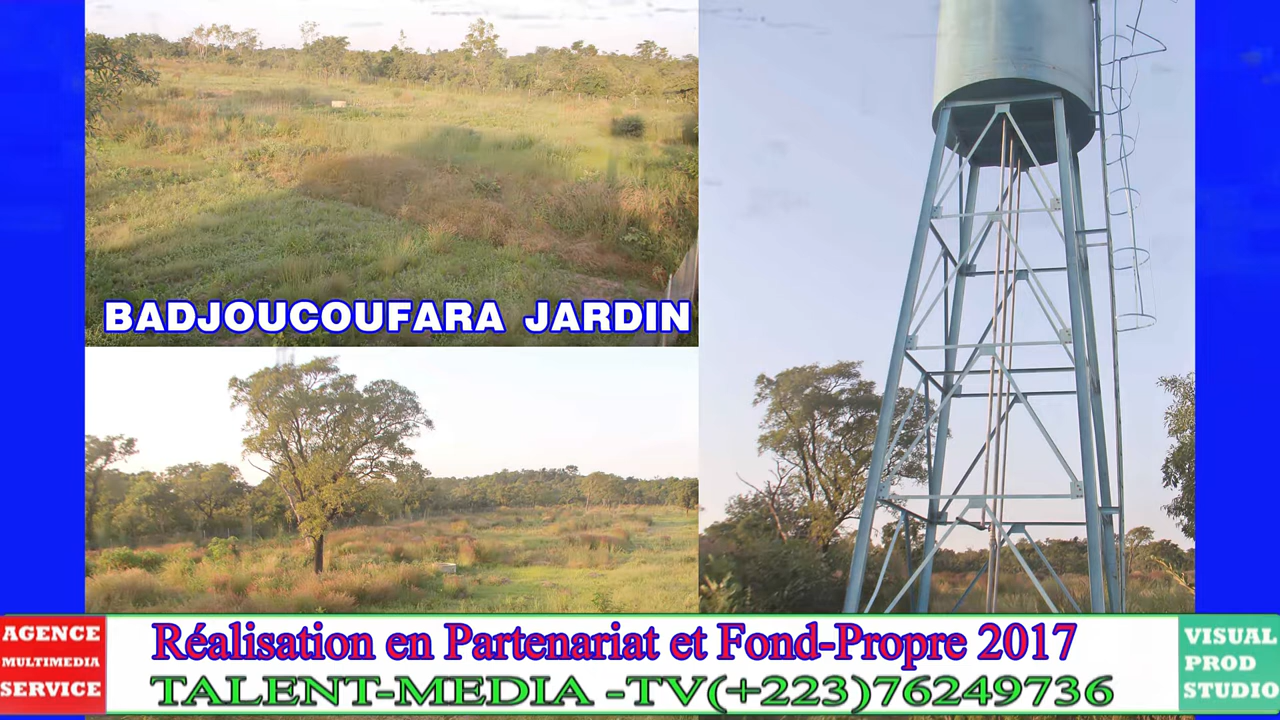 BADJOUCOUFARA JARDIN
AGENCE
MULTIMEDIA
SERVICE
Réalisation en Partenariat et Fond-Propre 2017
TALENT-MEDIA -TV(+223)76249736
VISUAL
PROD
STUDIO